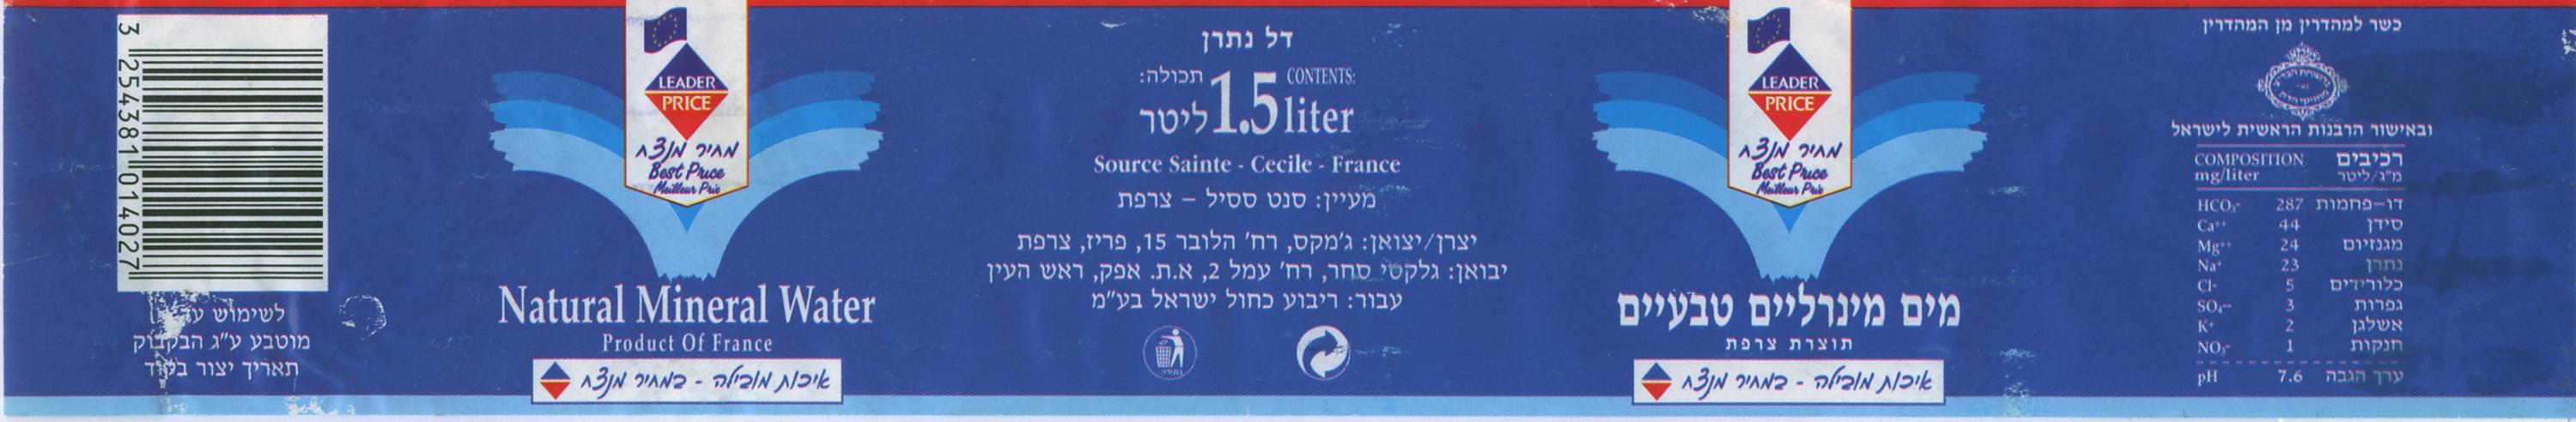 3 254381 014027
לשימוש
מוטבע ע"ג הבקבוק
תאריך יצור
LEADER
PRICE
מחיר מנצח
Best Price
Meilleur Prix
Natural Mineral Water
Product Of France
איכות מובילה - במחיר מנצח
דל נתרן
תכולה: 1.5 CONTENTS:
ליטר liter
Source Sainte - Cecile - France
מעיין: סנט ססיל – צרפת
יצרן/יצואן: ג'מקס, רח' הלובר 15, פריז, צרפת
יבואן: גלקסי סחר, רח' עמל 2, א.ת. אפק, ראש העין
עבור: ריבוע כחול ישראל בע"מ
LEADER
PRICE
מחיר מנצח
Best Price
Meilleur Prix
מים מינרליים טבעיים
תוצרת צרפת
איכות מובילה - במחיר מנצח
כשר למהדרין מן המהדרין
ובאישור הרבנות הראשית לישראל
COMPOSITION רכיבים
mg/liter מ"ג/ליטר
HCO₃- 287 דו-פחמות
Ca++ 44 סידן
Mg++ 24 מגנזיום
Na+ 23 נתרן
Cl- 5 כלורידים
SO₄-- 3 גפרות
K+ 2 אשלגן
NO₃- 1 חנקות
pH 7.6 ערך הגבה